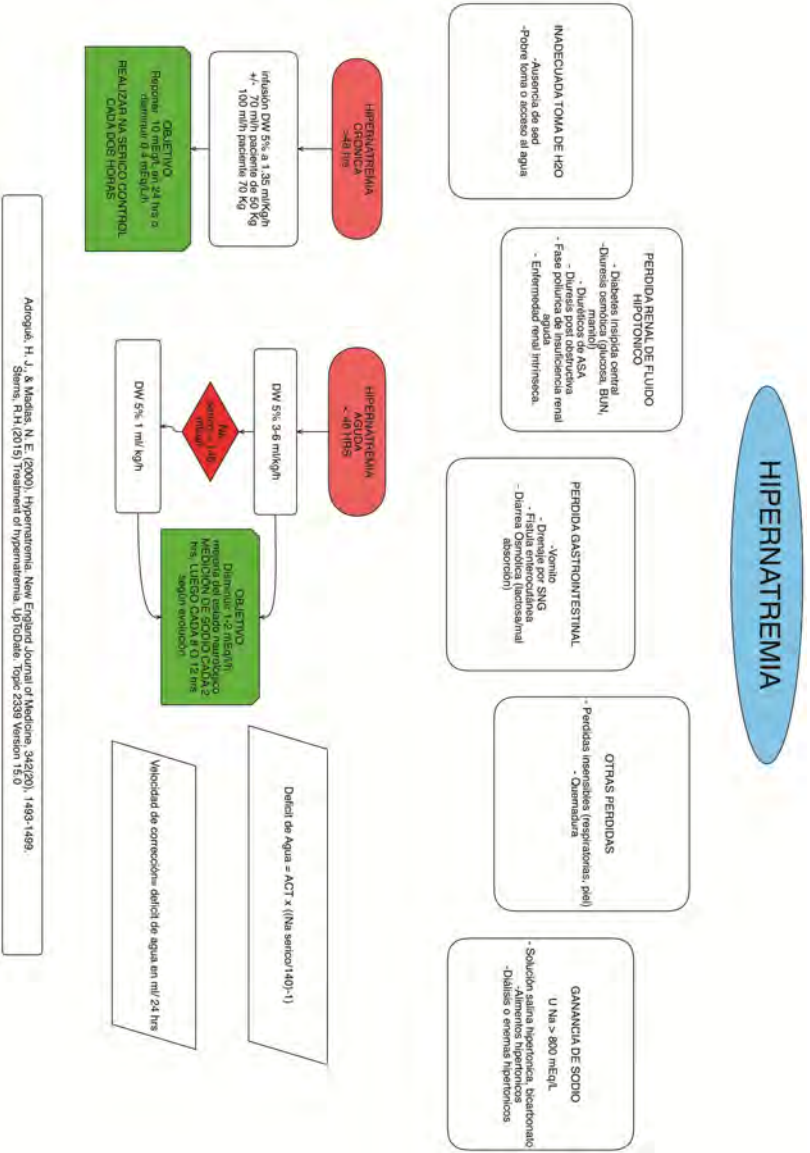 HIPERNATREMIA
INADECUADA TOMA DE H2O
-Ausencia de sed
-Pobre toma o acceso al agua
PERDIDA RENAL DE FLUIDO
HIPOTONICO
- Diabetes Insipida central
-Diuresis osmótica (glucosa, BUN,
manitol)
- Diuréticos de ASA
- Diuresis post obstructiva
- Fase poliurica de insuficiencia renal
aguda
- Enfermedad renal Intrínseca.
PERDIDA GASTROINTESTINAL
-Vomito
- Drenaje por SNG
- Fistula enterocutánea
- Diarrea Osmótica (lactosa/mal
absorción)
OTRAS PERDIDAS
- Perdidas insensibles (respiratorias, piel)
- Quemadura
GANANCIA DE SODIO
U Na > 800 mEq/L
- Solución salina hipertonica, bicarbonato
-Alimentos hipertonicos
-Diálisis o enemas hipertonicos
HIPERNATREMIA
CRONICA
>48 hrs
infusión DW 5% a 1.35 ml/Kg/h
+/- 70 ml/h paciente de 50 Kg
100 ml/h paciente 70 Kg
OBJETIVO
Reponer 10 mEq/L en 24 hrs o
disminuir 0.4 mEq/L/h
REALIZAR NA SERICO CONTROL
CADA DOS HORAS
HIPERNATREMIA
AGUDA
< 48 HRS
DW 5% 3-6 ml/kg/h
Na
DW 5% 1 ml/ kg/h
OBJETIVO
Disminuir 1-2 mEq/l/h
mejoría del estado neurológico
MEDICIÓN DE SODIO CADA 2
hrs, LUEGO CADA O 12 hrs
según evolución
Deficit de Agua = ACT x ((Na serico/140)-1)
Velocidad de corrección= deficit de agua en ml/ 24 hrs
Adrogué, H. J., & Madias, N. E. (2000). Hypernatremia. New England Journal of Medicine, 342(20), 1493-1499.
Sterns, R.H.(2015) Treatment of hypernatremia. UpToDate. Topic 2339 Version 15.0